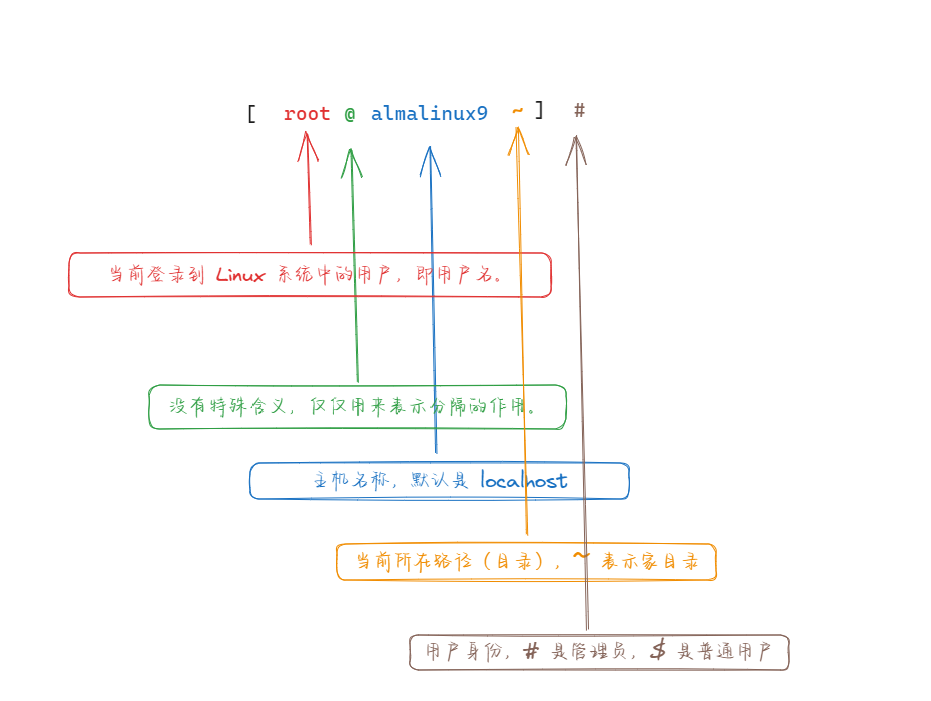 [ root @ almalinux9 ~ ] #
当前登录到 Linux 系统中的用户，即用户名。
没有特殊含义，仅仅用来表示分隔的作用。
主机名称，默认是 localhost
当前所在路径（目录），~ 表示家目录
用户身份，# 是管理员，$ 是普通用户